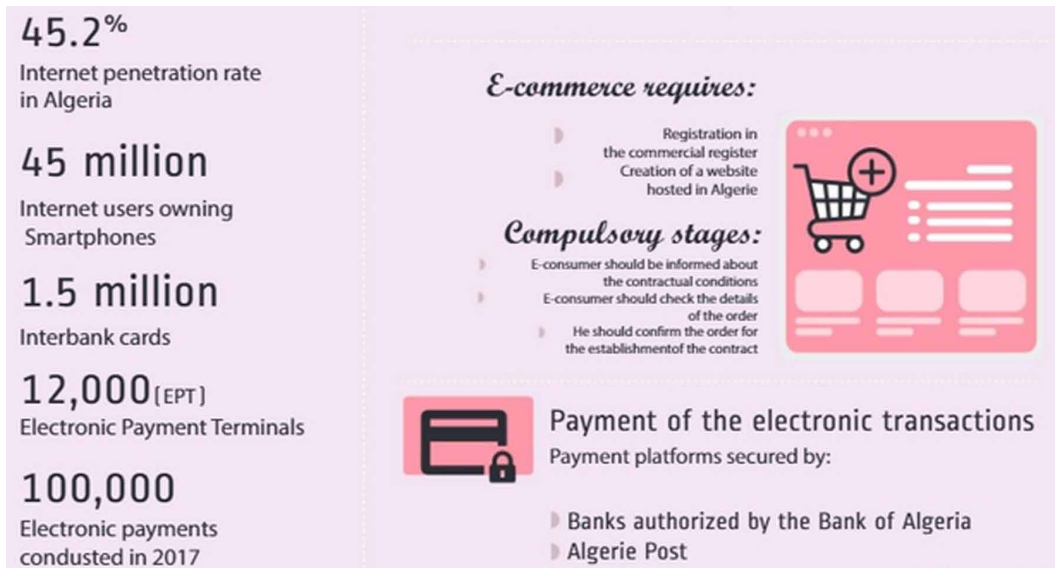 45.2%
Internet penetration rate
in Algeria
45 million
Internet users owning
Smartphones
1.5 million
Interbank cards
12,000 (EPT)
Electronic Payment Terminals
100,000
Electronic payments
condusted in 2017
E-commerce requires:
Registration in
the commercial register
Creation of a website
hosted in Algerie
Compulsory stages:
E-consumer should be informed about
the contractual conditions
E-consumer should check the details
of the order
He should confirm the order for
the establishmentof the contract
Payment of the electronic transactions
Payment platforms secured by:
Banks authorized by the Bank of Algeria
Algerie Post